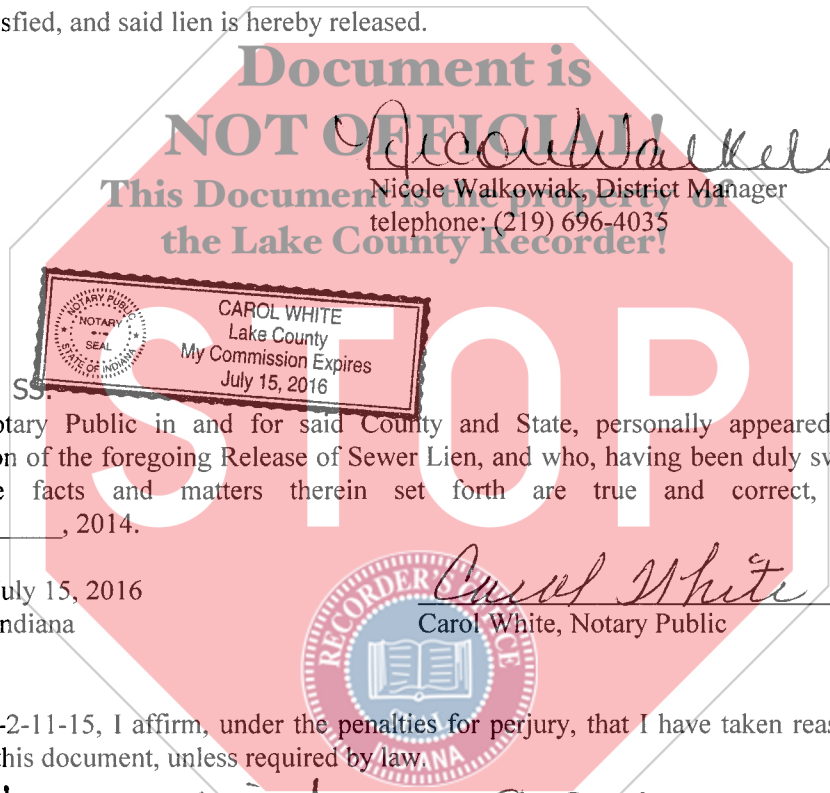 sfied, and said lien is hereby released.
Document is
NOT OFFICIAL!
This Document is the property of
the Lake County Recorder!
Nicole Walkowiak, District Manager
telephone: (219) 696-4035
NOTARY PUBLIC
NOTARY
SEAL
STATE OF INDIANA
CAROL WHITE
Lake County
My Commission Expires
July 15, 2016
STOP
SS:
otary Public in and for said County and State, personally appeared
on of the foregoing Release of Sewer Lien, and who, having been duly sw
e facts and matters therein set forth are true and correct,
, 2014.
Carol White
uly 15, 2016
ndiana
Carol White, Notary Public
RECORDER'S OFFICE
SEAL
INDIANA
-2-11-15, I affirm, under the penalties for perjury, that I have taken reas
this document, unless required by law.